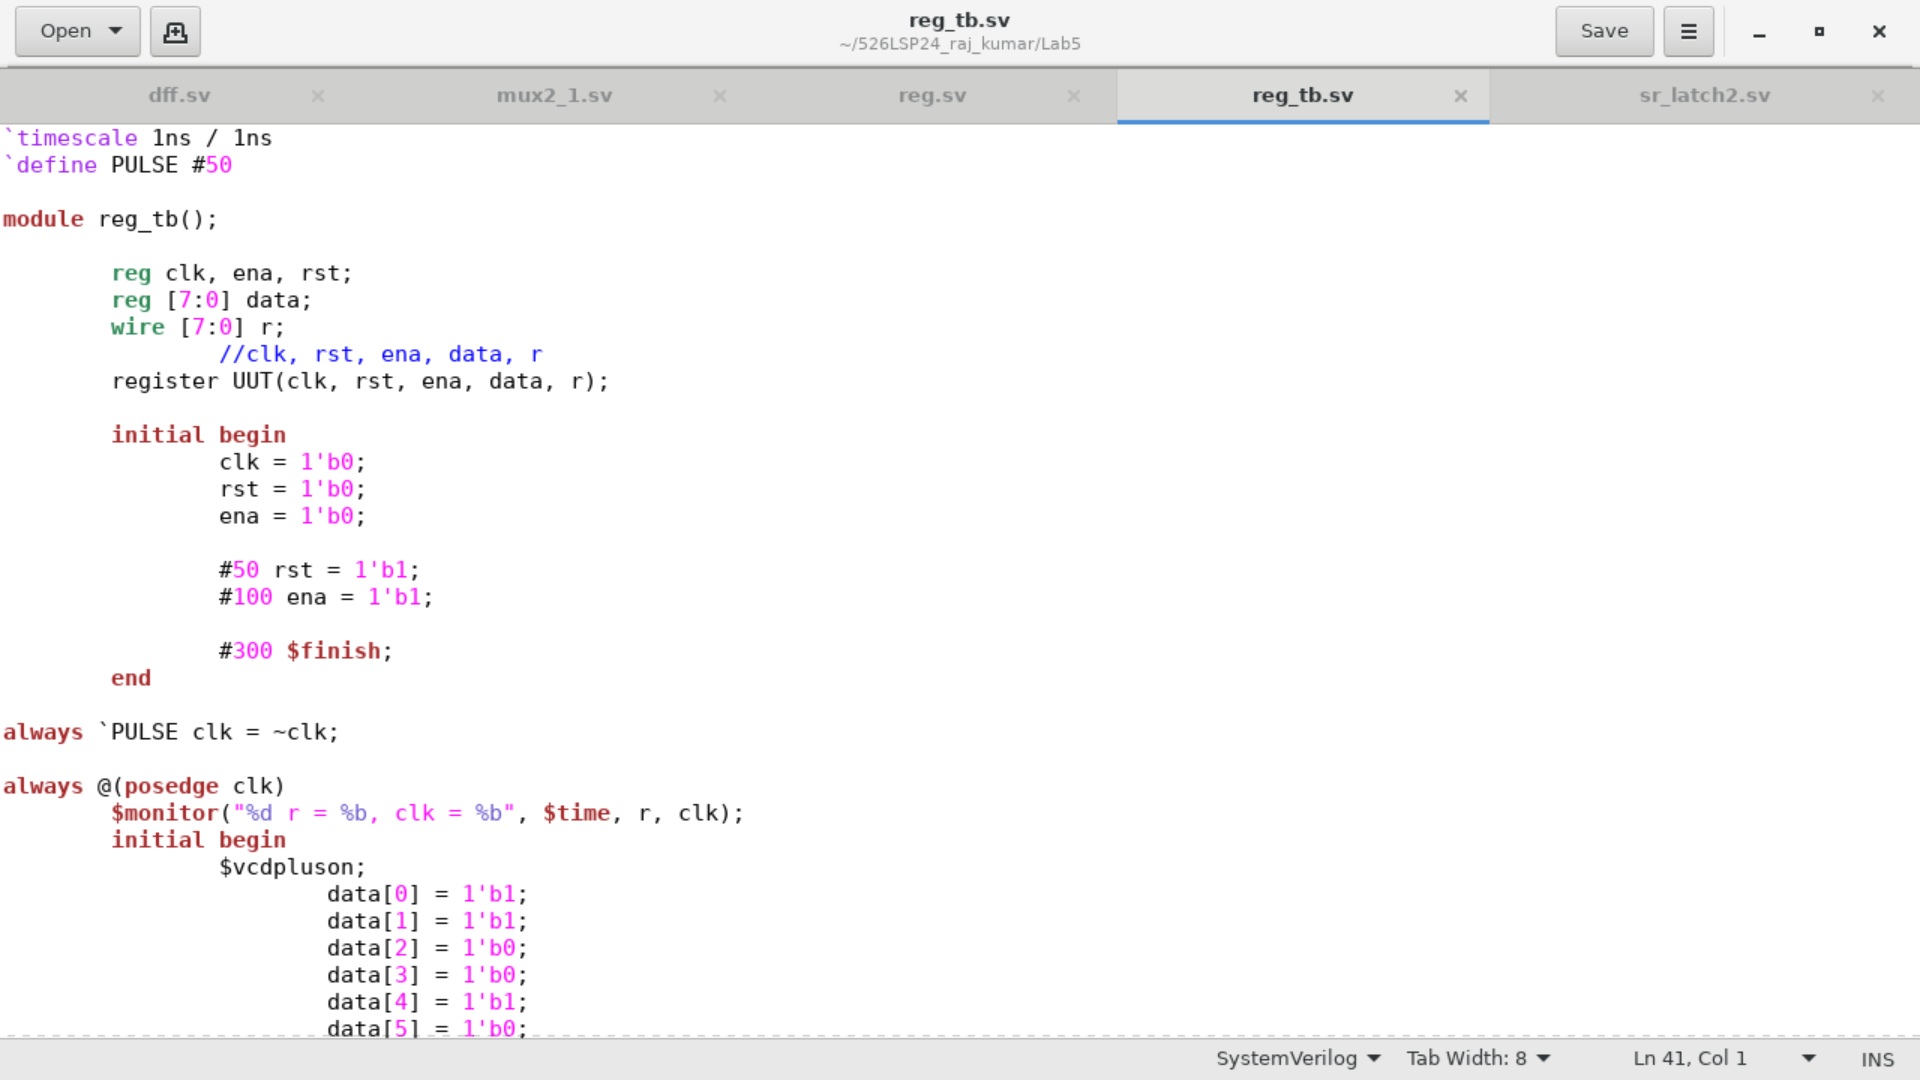 Open
reg_tb.sv
~/526LSP24_raj_kumar/Lab5
Save
dff.sv
mux2_1.sv
reg.sv
reg_tb.sv
sr_latch2.sv
`timescale 1ns / 1ns
`define PULSE #50
module reg_tb();
reg clk, ena, rst;
reg [7:0] data;
wire [7:0] r;
//clk, rst, ena, data, r
register UUT(clk, rst, ena, data, r);
initial begin
clk = 1'b0;
rst = 1'b0;
ena = 1'b0;
#50 rst = 1'b1;
#100 ena = 1'b1;
#300 $finish;
end
always `PULSE clk = ~clk;
always @(posedge clk)
$monitor("%d r = %b, clk = %b", $time, r, clk);
initial begin
$vcdpluson;
data[0] = 1'b1;
data[1] = 1'b1;
data[2] = 1'b0;
data[3] = 1'b0;
data[4] = 1'b1;
data[5] = 1'b0;
SystemVerilog
Tab Width: 8
Ln 41, Col 1
INS